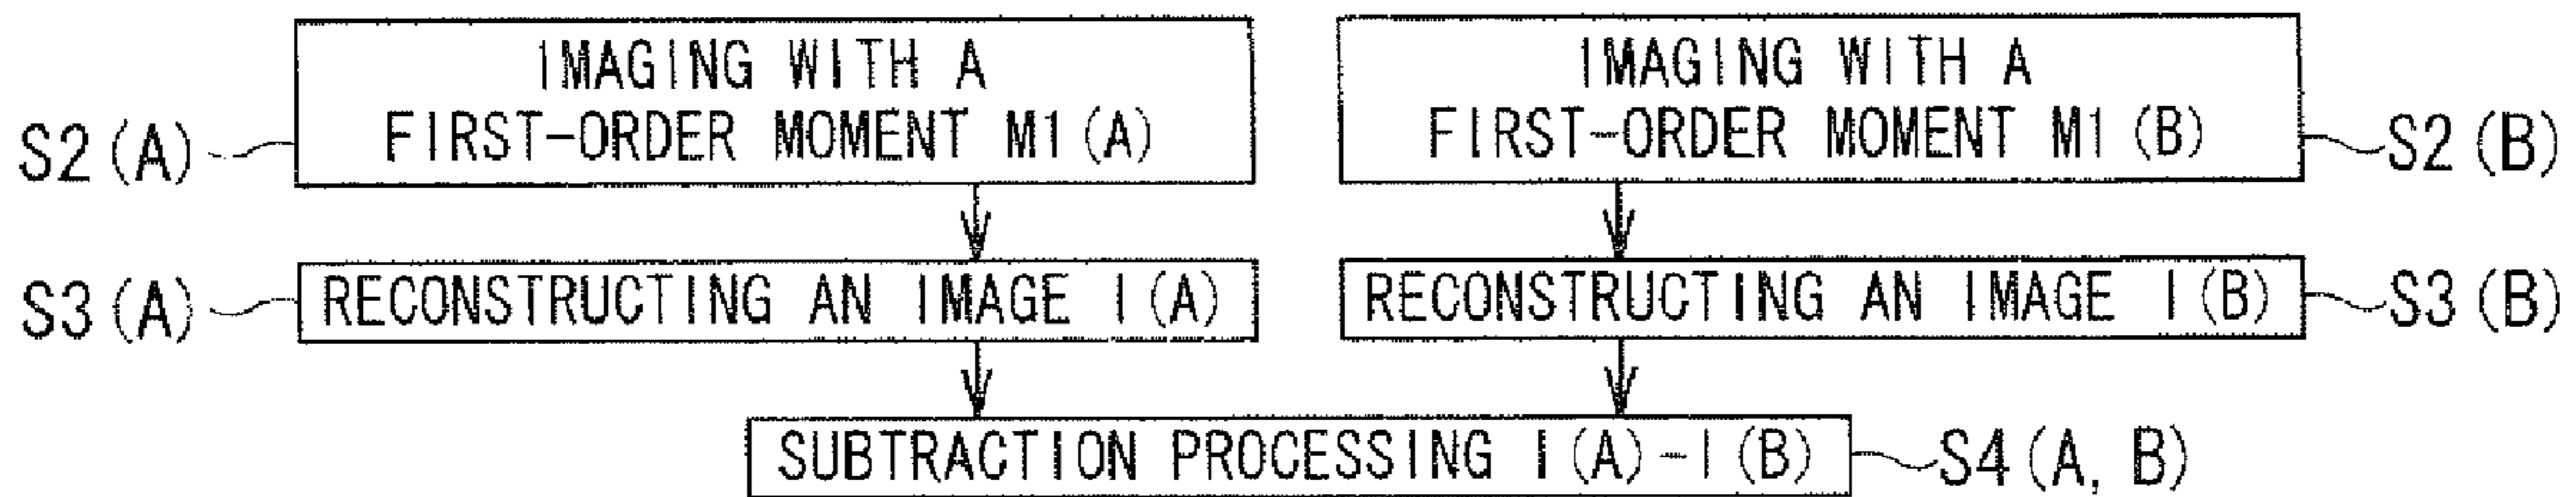 IMAGING WITH A
FIRST-ORDER MOMENT M1(A)
S2(A)
IMAGING WITH A
FIRST-ORDER MOMENT M1(B)
S2(B)
S3(A)
RECONSTRUCTING AN IMAGE I(A)
RECONSTRUCTING AN IMAGE I(B)
S3(B)
SUBTRACTION PROCESSING I(A)-I(B)
S4(A, B)